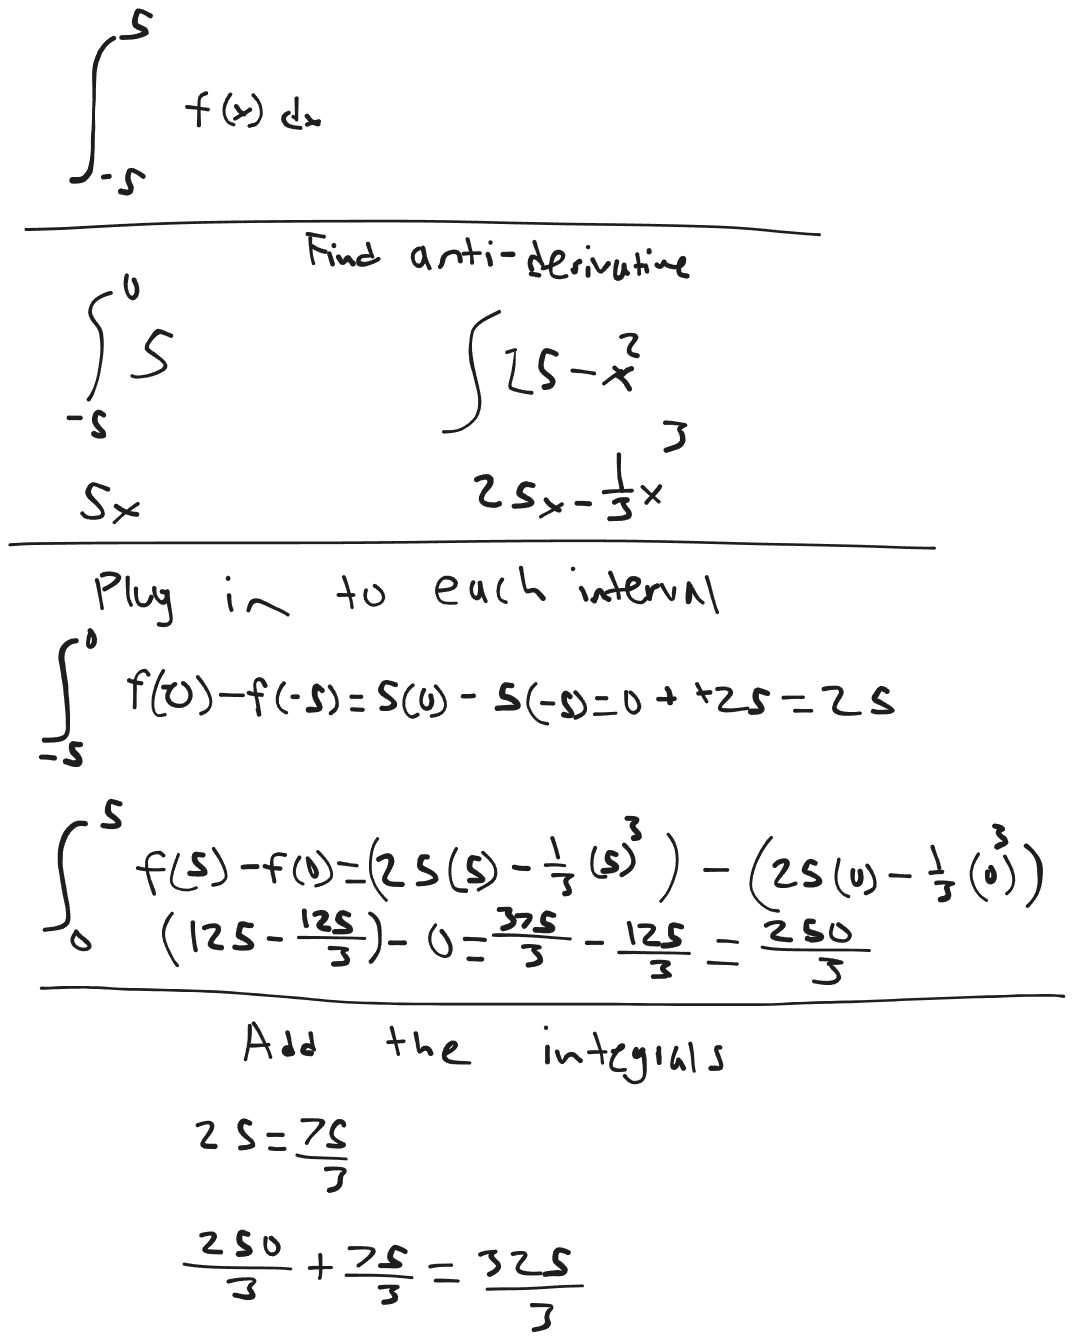 ∫_{-5}^{5} f(x) dx
Find anti-derivative
∫_{-5}^{0} 5    ∫ 25 - x^2
5x    25x - 1/3 x^3
Plug in to each interval
∫_{-5}^{0} f(0) - f(-5) = 5(0) - 5(-5) = 0 + +25 = 25
∫_{0}^{5} f(5) - f(0) = (25(5) - 1/3 (5)^3) - (25(0) - 1/3 (0^3))
(125 - 125/3) - 0 = 375/3 - 125/3 = 250/3
Add the integrals
25 = 75/3
250/3 + 75/3 = 325/3